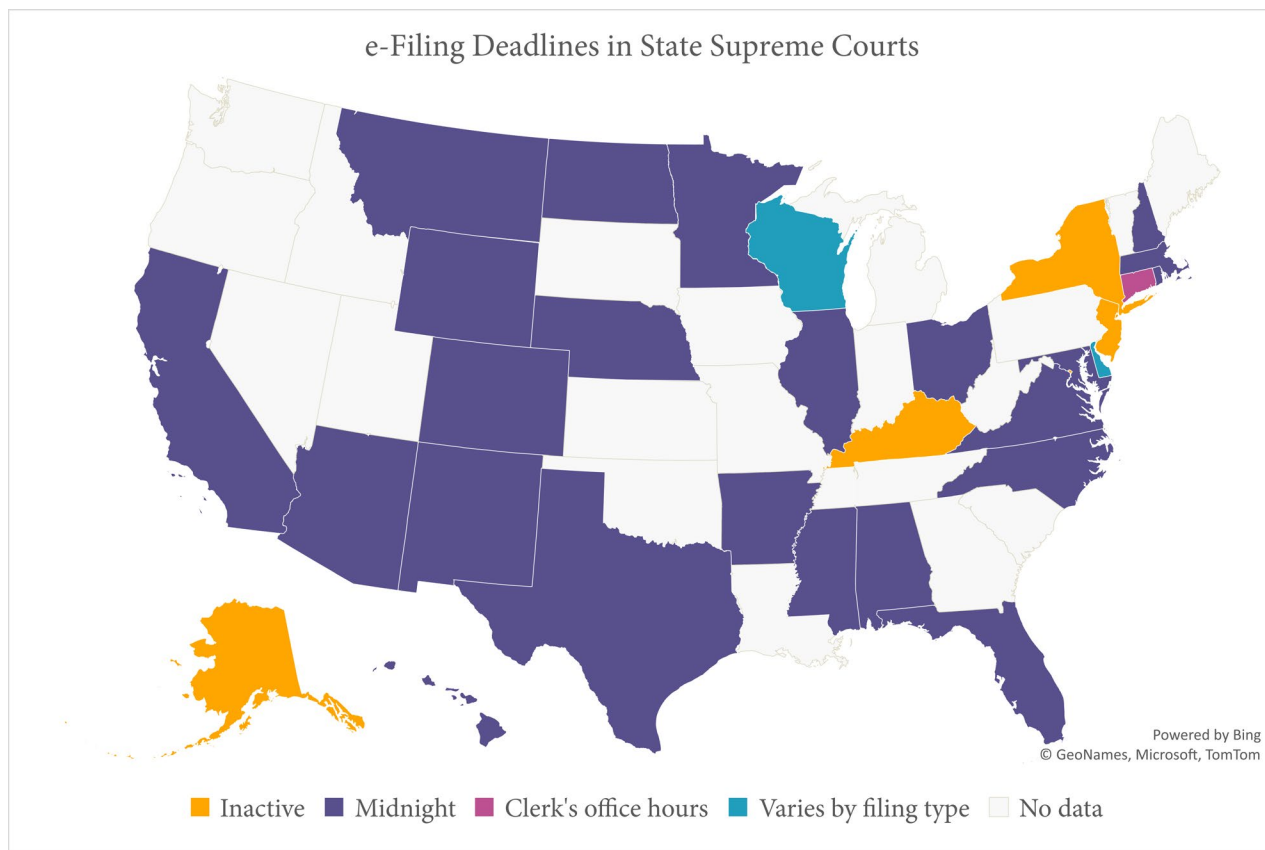 e-Filing Deadlines in State Supreme Courts
Powered by Bing
© GeoNames, Microsoft, TomTom
Inactive Midnight Clerk's office hours Varies by filing type No data